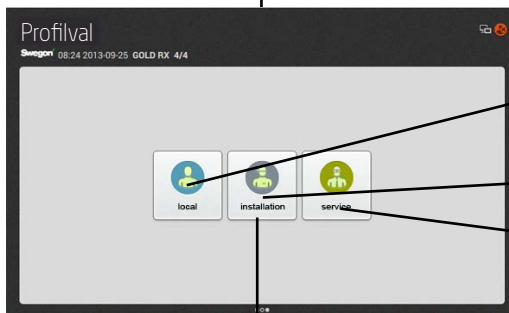 Profilval
Swegon 08:24 2013-09-25 GOLD RX 4/4
local installation service